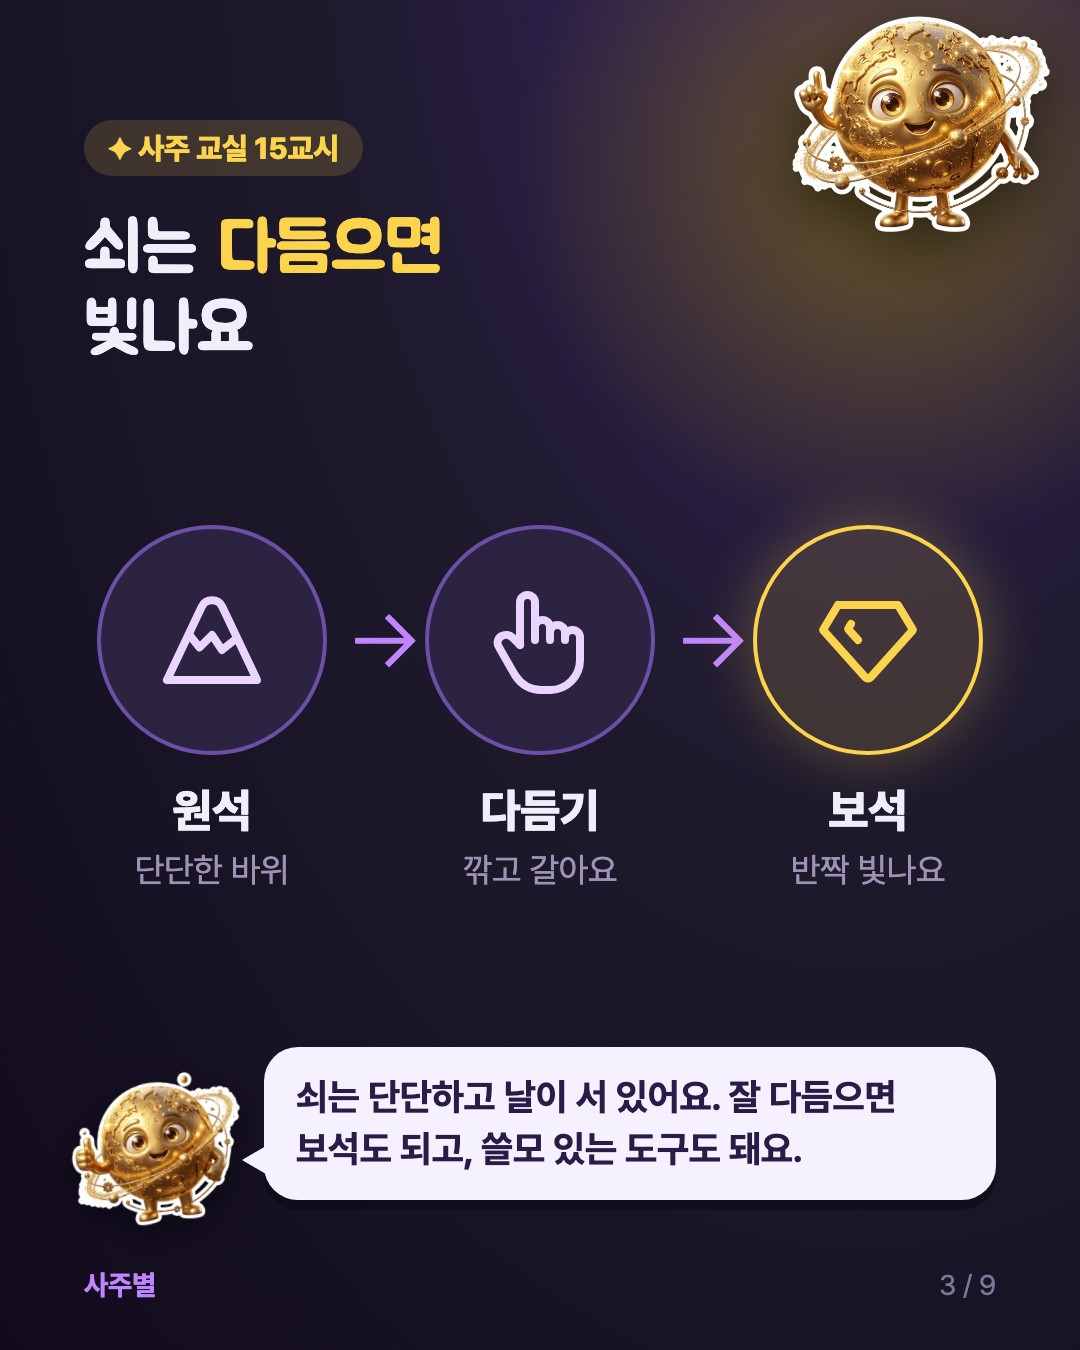 사주 교실 15교시
쇠는 다듬으면
빛나요
원석
단단한 바위
다듬기
깎고 갈아요
보석
반짝 빛나요
쇠는 단단하고 날이 서 있어요. 잘 다듬으면
보석도 되고, 쓸모 있는 도구도 돼요.
사주별
3 / 9